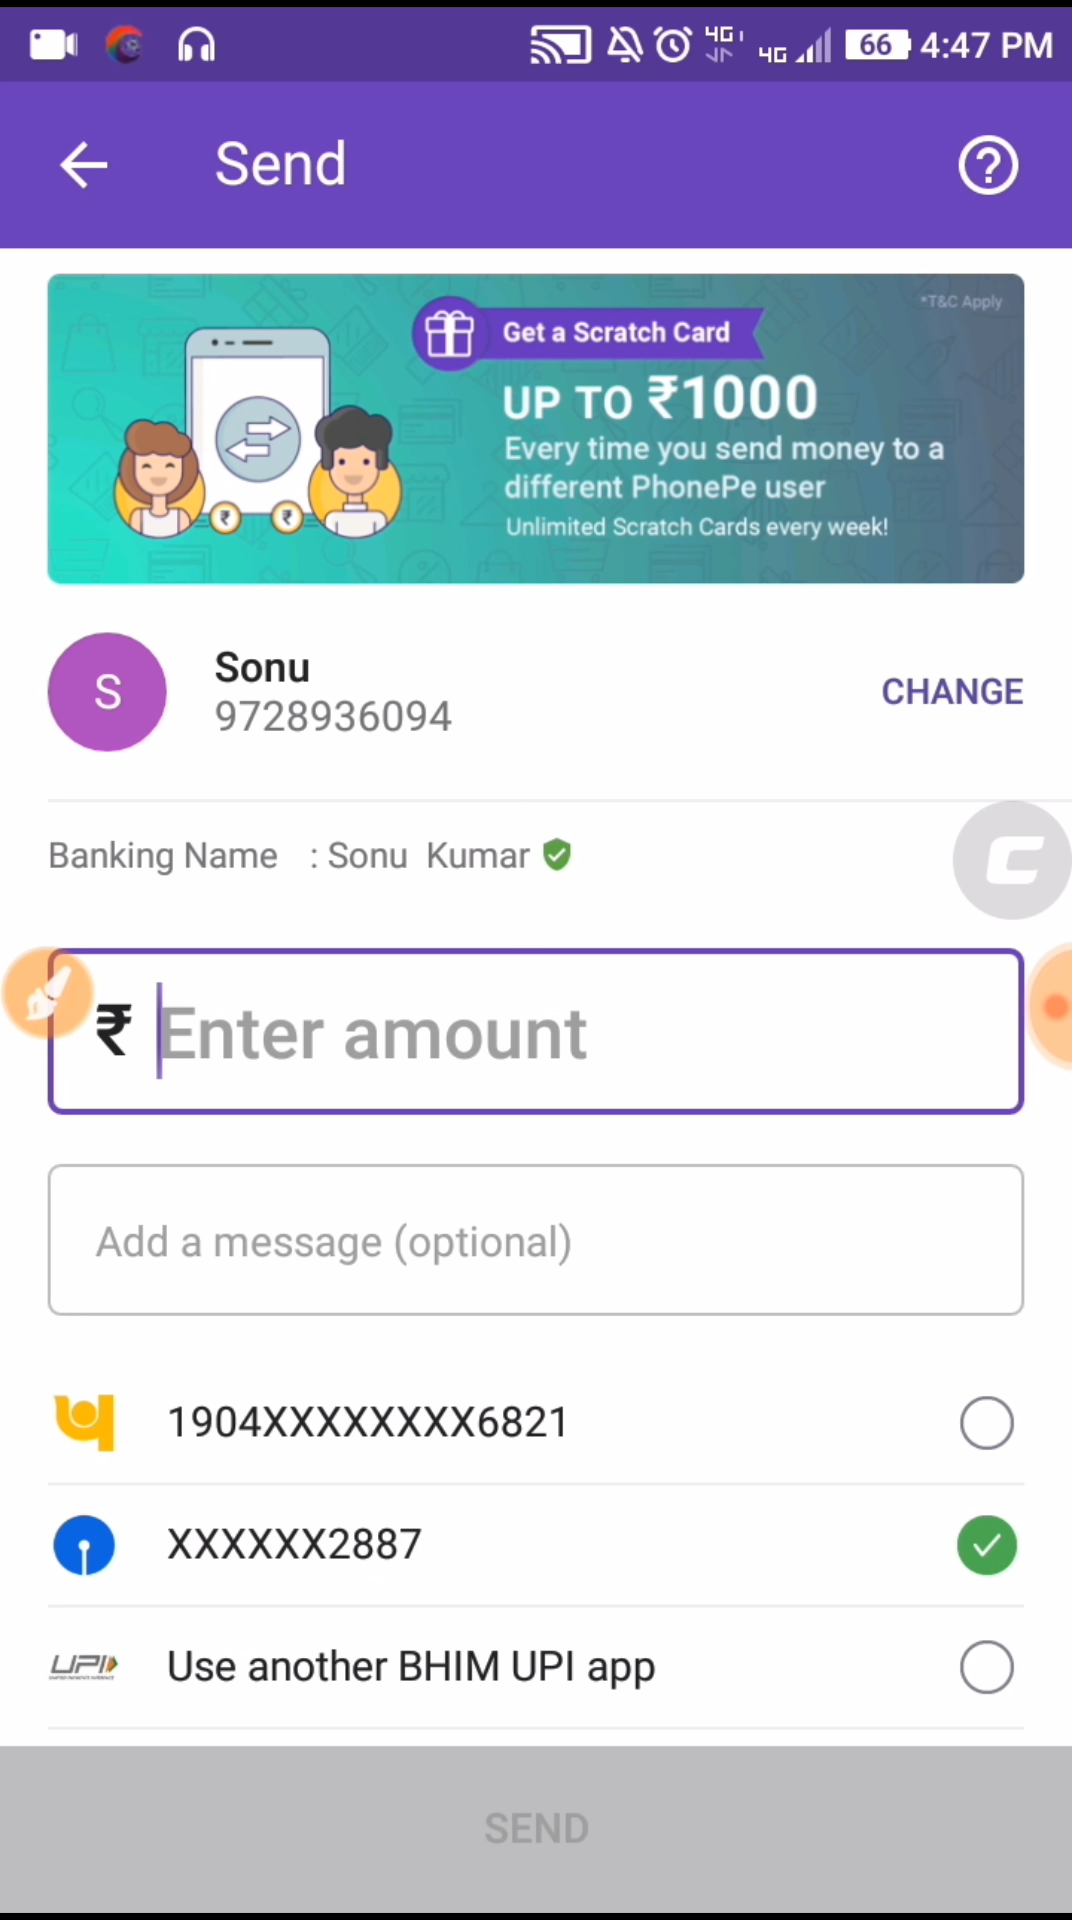 4G
4G
66
4:47 PM
Send
*T&C Apply
Get a Scratch Card
UP TO ₹1000
Every time you send money to a
different PhonePe user
Unlimited Scratch Cards every week!
S
Sonu
9728936094
CHANGE
Banking Name : Sonu Kumar
₹ Enter amount
Add a message (optional)
1904XXXXXXXX6821
XXXXXX2887
UPI
Use another BHIM UPI app
SEND